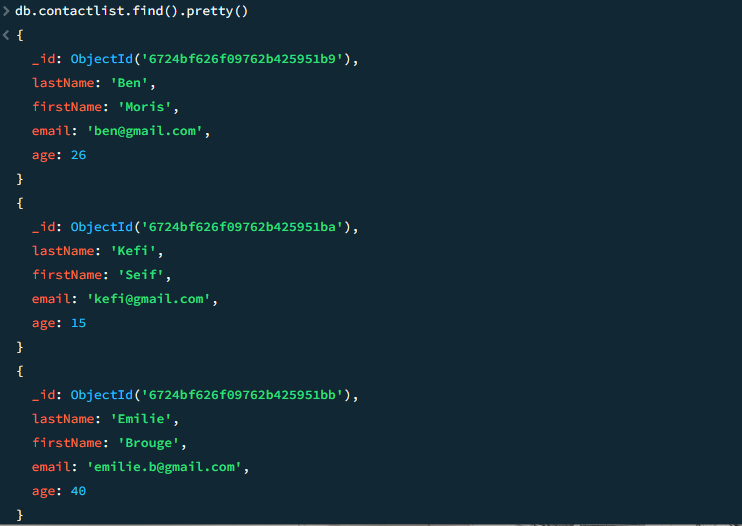 > db.contactlist.find().pretty()
< {
_id: ObjectId('6724bf626f09762b425951b9'),
lastName: 'Ben',
firstName: 'Moris',
email: 'ben@gmail.com',
age: 26
}
{
_id: ObjectId('6724bf626f09762b425951ba'),
lastName: 'Kefi',
firstName: 'Seif',
email: 'kefi@gmail.com',
age: 15
}
{
_id: ObjectId('6724bf626f09762b425951bb'),
lastName: 'Emilie',
firstName: 'Brouge',
email: 'emilie.b@gmail.com',
age: 40
}